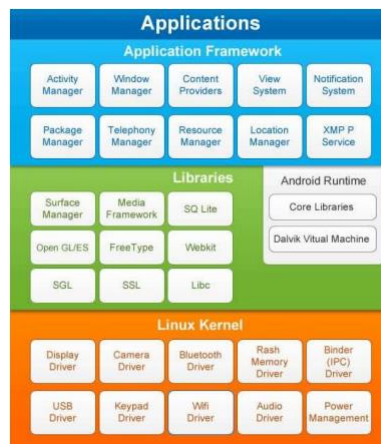 Applications
Application Framework
Activity
Manager
Window
Manager
Content
Providers
View
System
Notification
System
Package
Manager
Telephony
Manager
Resource
Manager
Location
Manager
XMP P
Service
Libraries
Surface
Manager
Media
Framework
SQ Lite
Open GL/ES
FreeType
Webkit
SGL
SSL
Libc
Android Runtime
Core Libraries
Dalvik Vitual Machine
Linux Kernel
Display
Driver
Camera
Driver
Bluetooth
Driver
Rash
Memory
Driver
Binder
(IPC)
Driver
USB
Driver
Keypad
Driver
Wifi
Driver
Audio
Driver
Power
Management